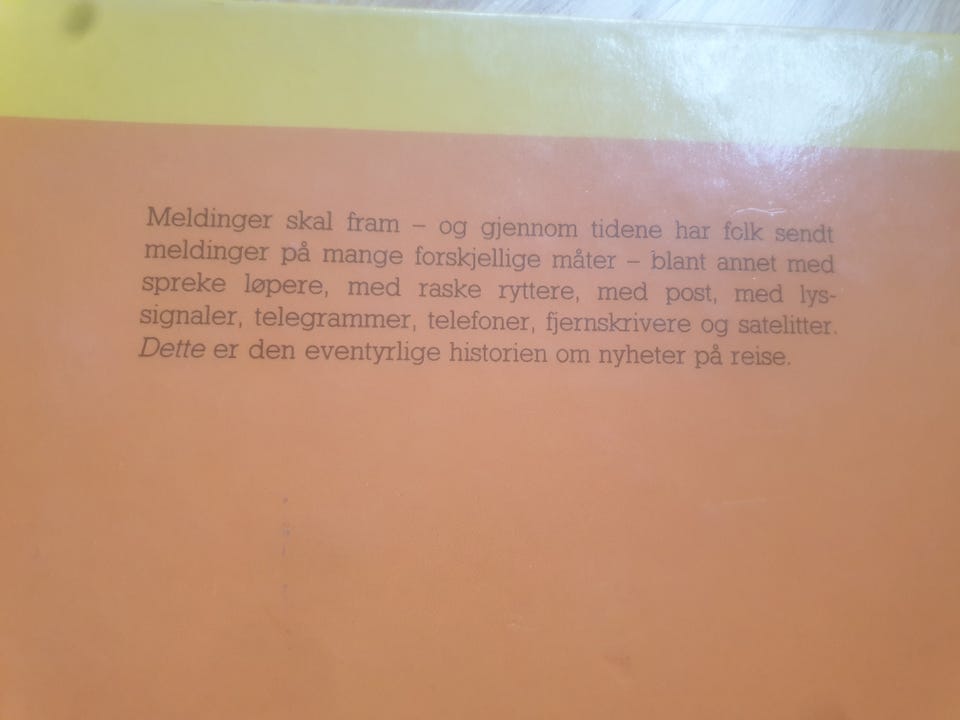 Meldinger skal fram – og gjennom tidene har folk sendt
meldinger på mange forskjellige måter – blant annet med
spreke løpere, med raske ryttere, med post, med lys-
signaler, telegrammer, telefoner, fjernskrivere og satelitter.
Dette er den eventyrlige historien om nyheter på reise.